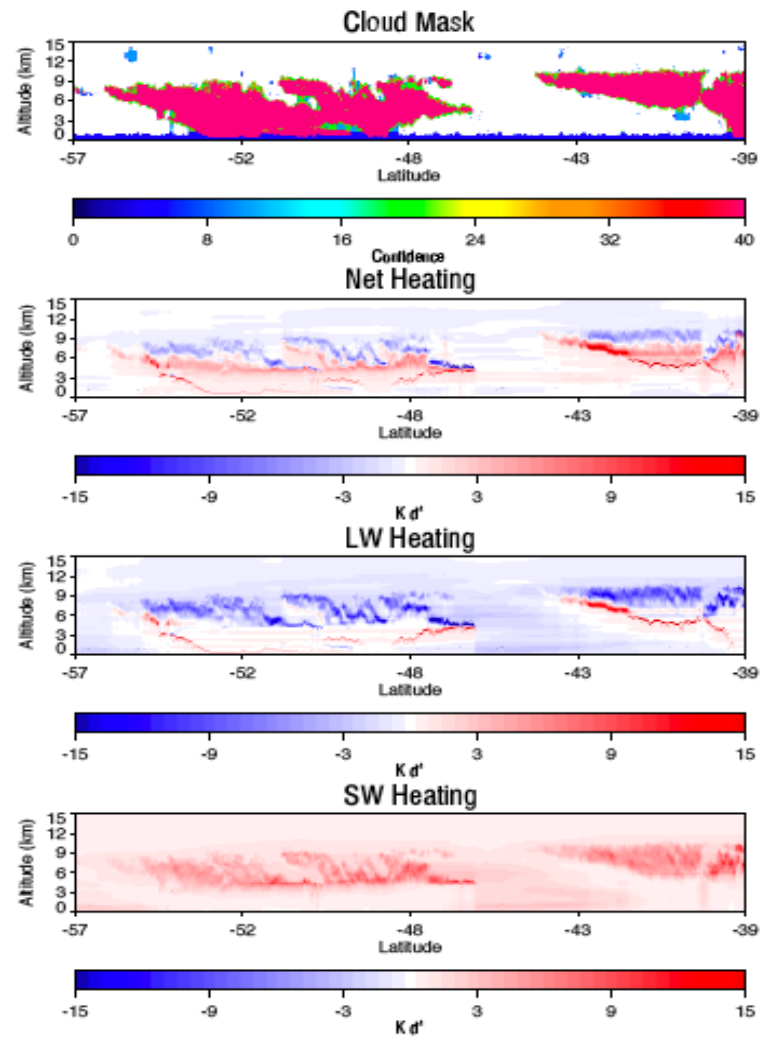 Cloud Mask
Altitude (km)
15
12
9
6
3
0
-57 -52 -48 -43 -39
Latitude
0 8 16 24 32 40
Confidence
Net Heating
Altitude (km)
15
12
9
6
3
0
-57 -52 -48 -43 -39
Latitude
-15 -9 -3 3 9 15
K d'
LW Heating
Altitude (km)
15
12
9
6
3
0
-57 -52 -48 -43 -39
Latitude
-15 -9 -3 3 9 15
K d'
SW Heating
Altitude (km)
15
12
9
6
3
0
-57 -52 -48 -43 -39
Latitude
-15 -9 -3 3 9 15
K d'